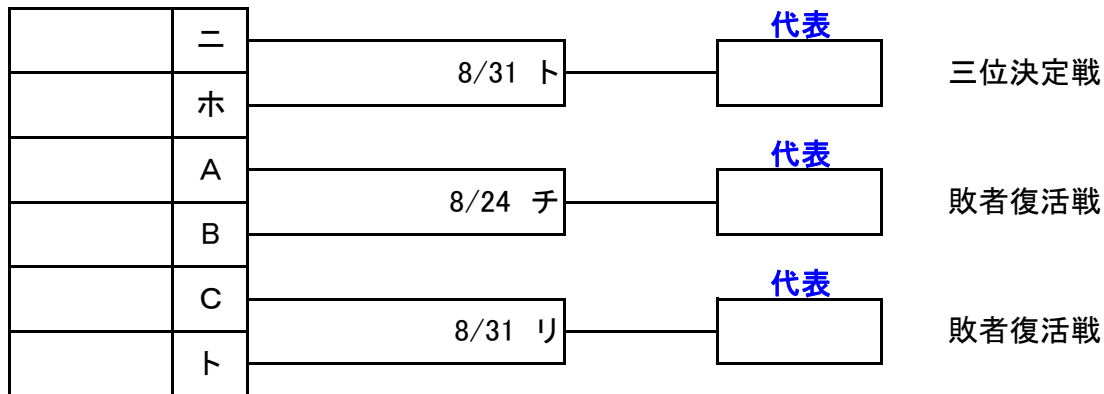 ニ
代表
8/31 ト
三位決定戦
ホ
A
代表
8/24 チ
敗者復活戦
B
C
代表
8/31 リ
敗者復活戦
ト